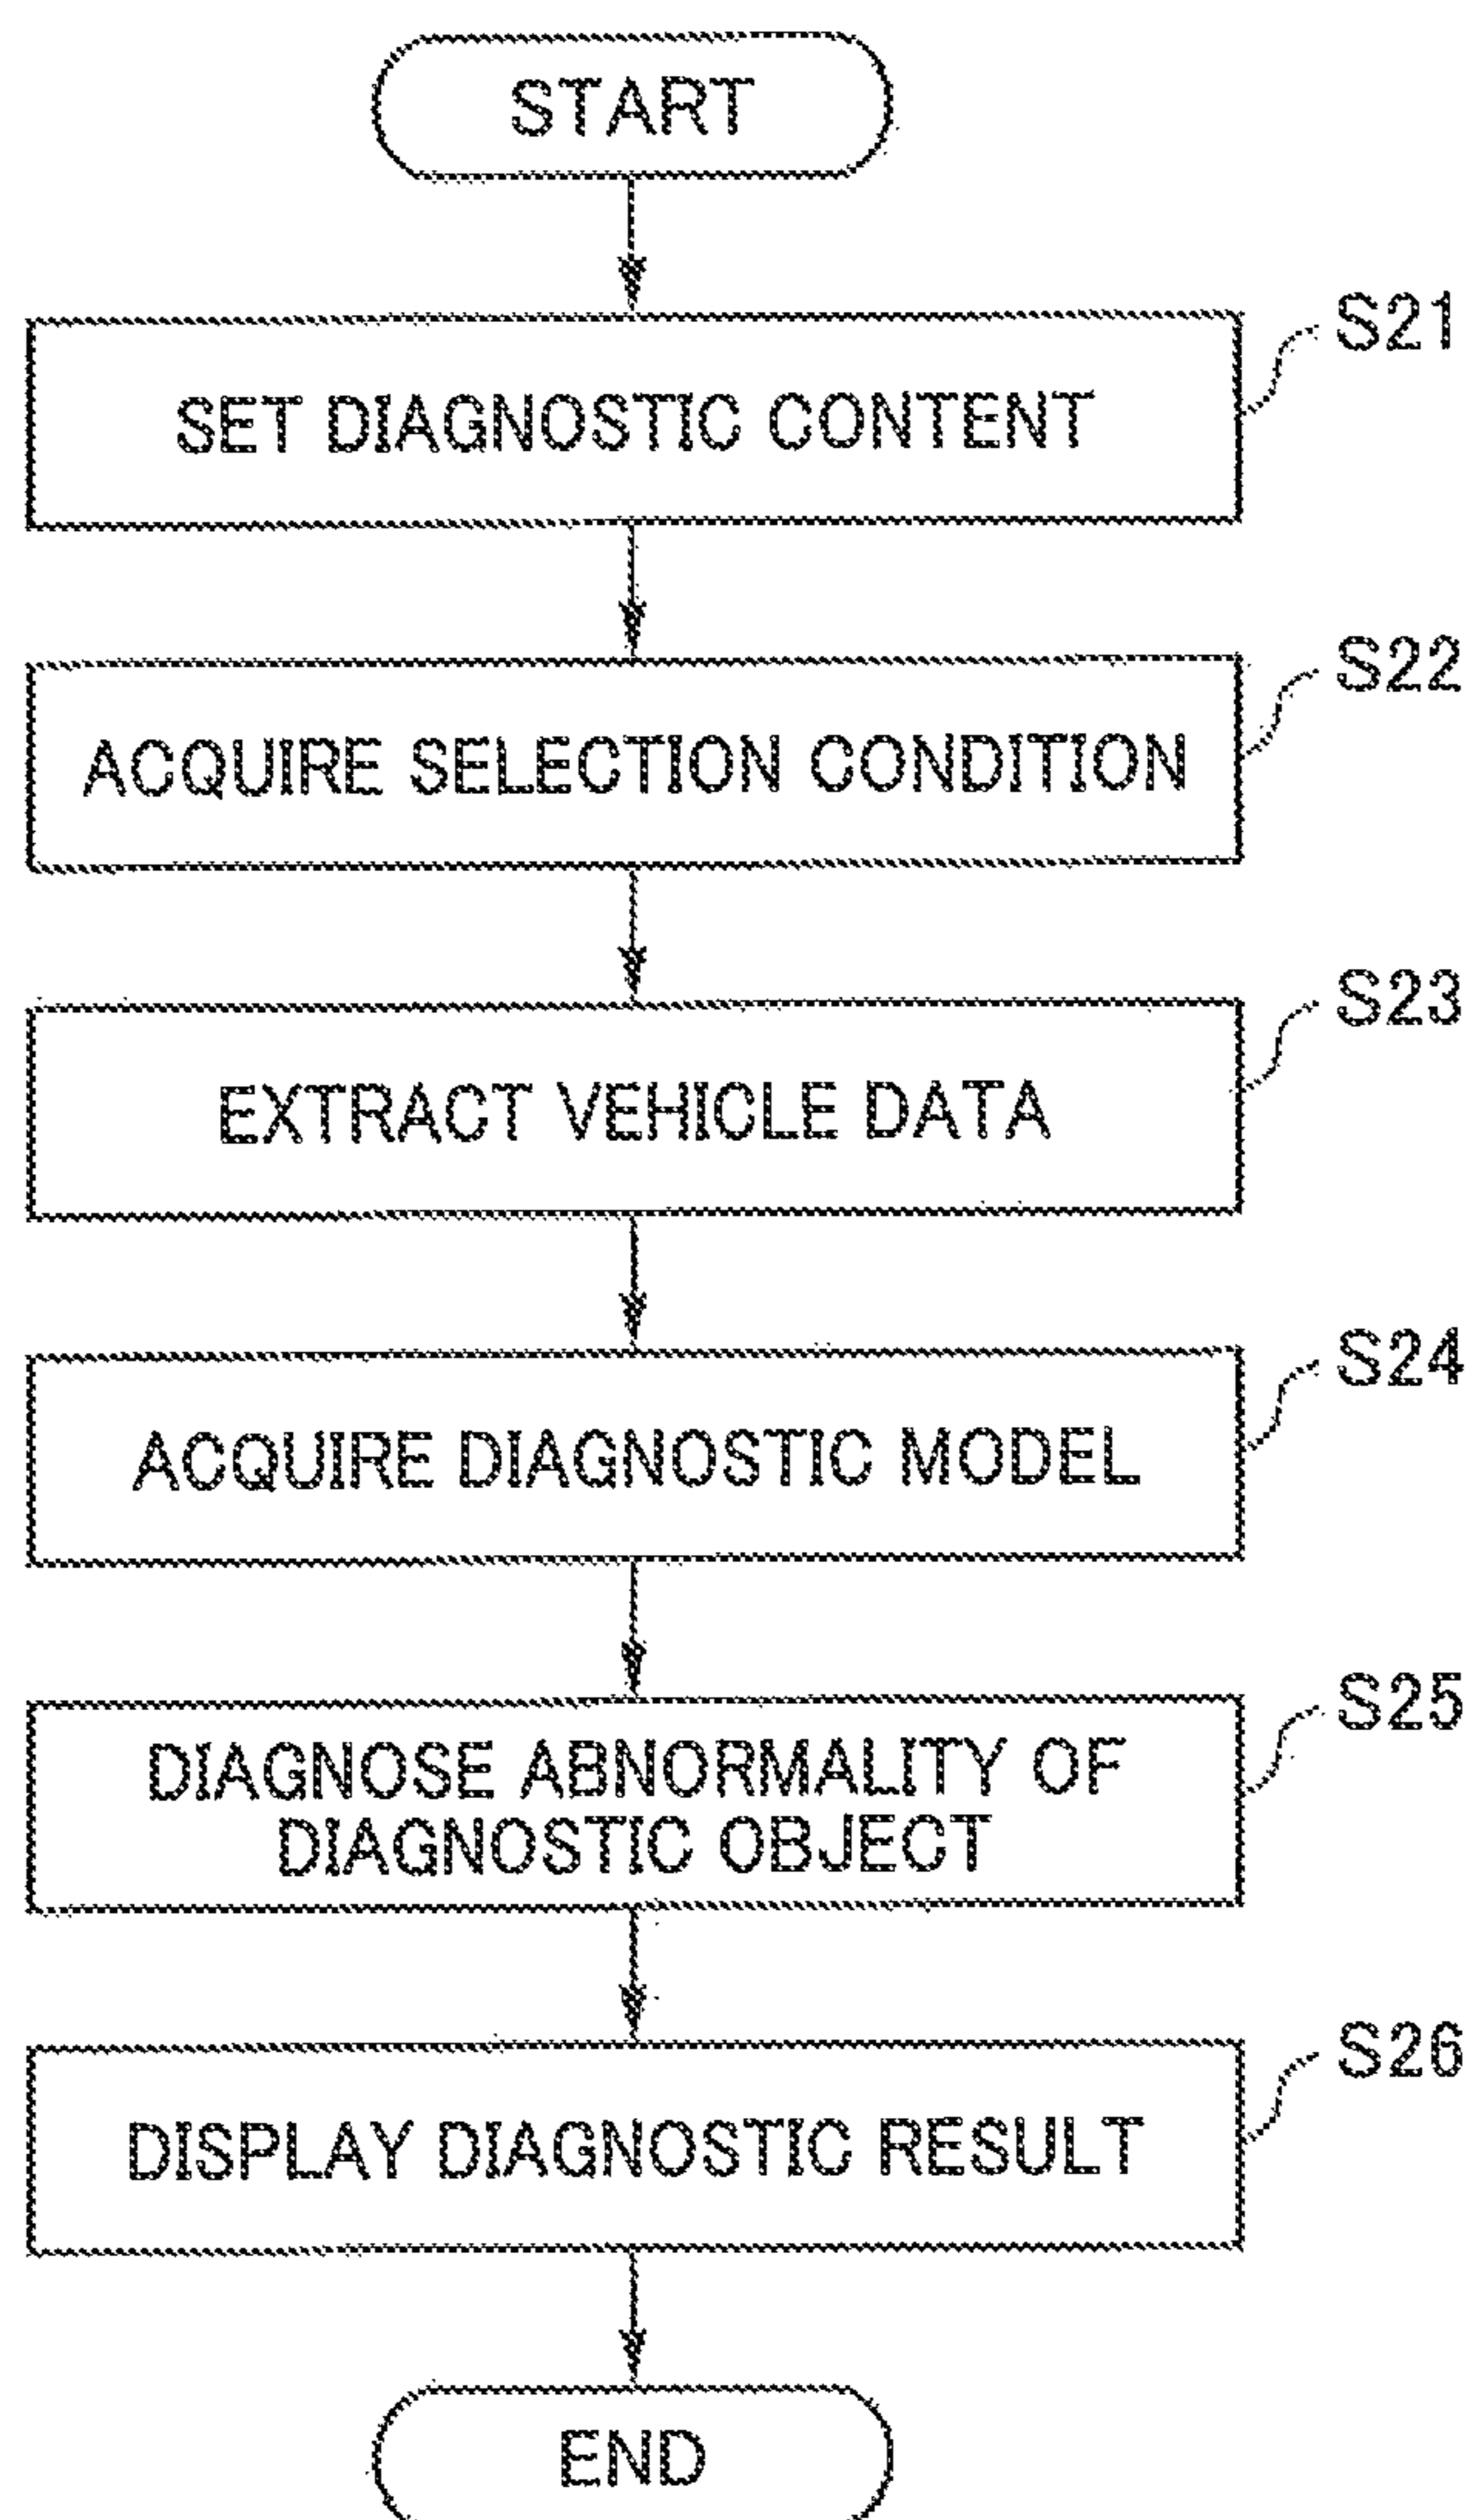 START
S21
SET DIAGNOSTIC CONTENT
S22
ACQUIRE SELECTION CONDITION
S23
EXTRACT VEHICLE DATA
S24
ACQUIRE DIAGNOSTIC MODEL
S25
DIAGNOSE ABNORMALITY OF
DIAGNOSTIC OBJECT
S26
DISPLAY DIAGNOSTIC RESULT
END